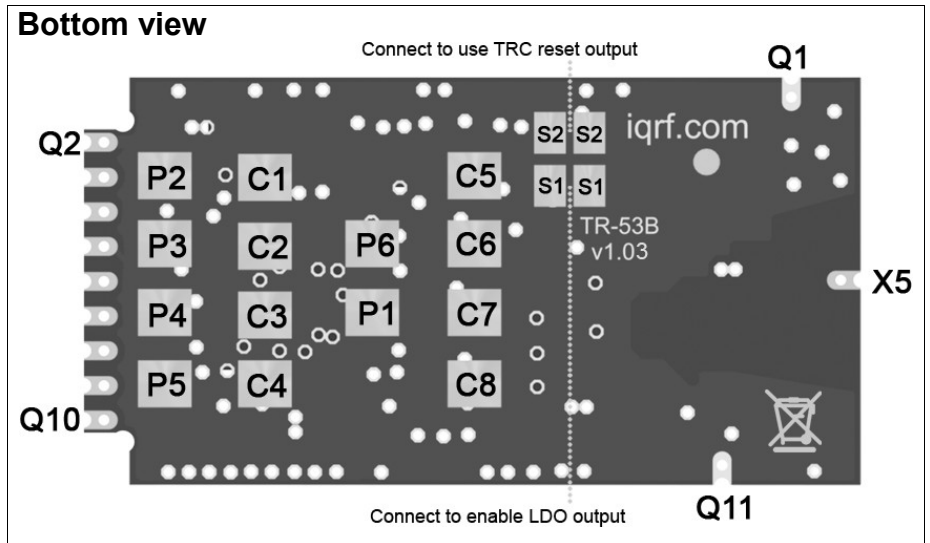 Bottom view
Connect to use TRC reset output
Q1
Q2
S2 S2
iqrf.com
P2 C1 C5
S1 S1
TR-53B
v1.03
P3 C2 P6 C6
X5
P4 C3 P1 C7
P5 C4 C8
Q10
Q11
Connect to enable LDO output